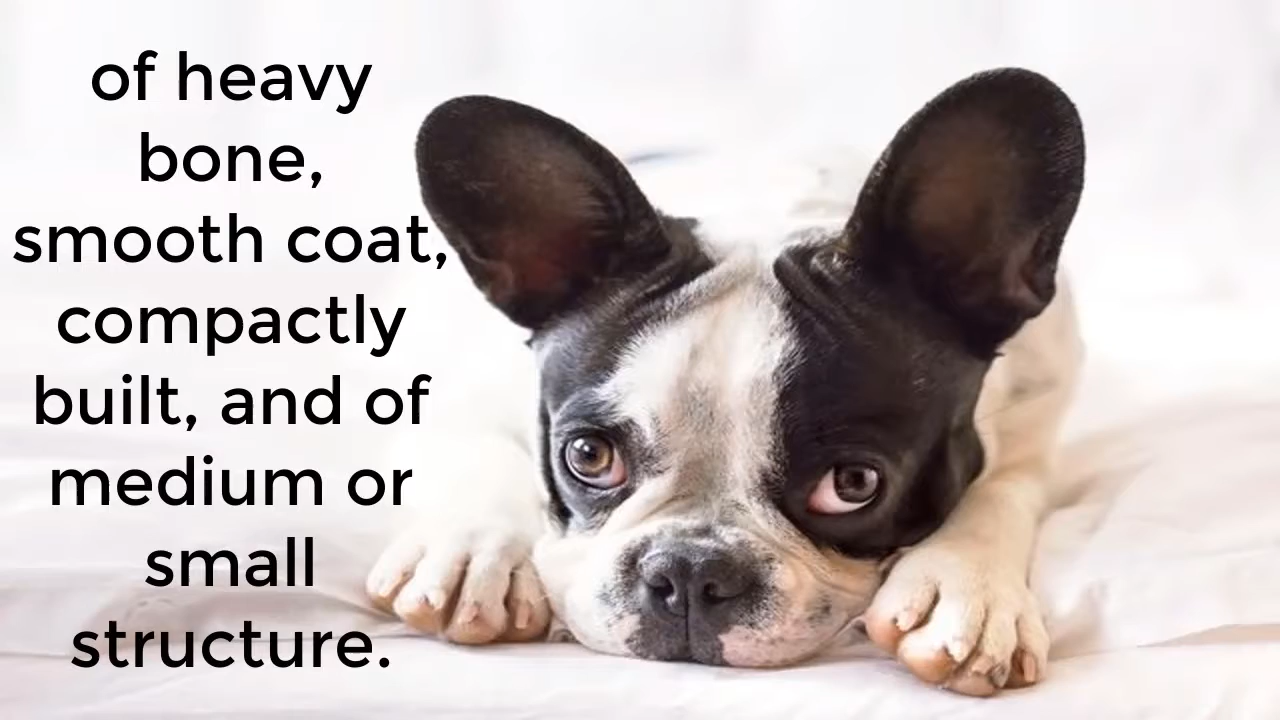 of heavy
bone,
smooth coat,
compactly
built, and of
medium or
small
structure.